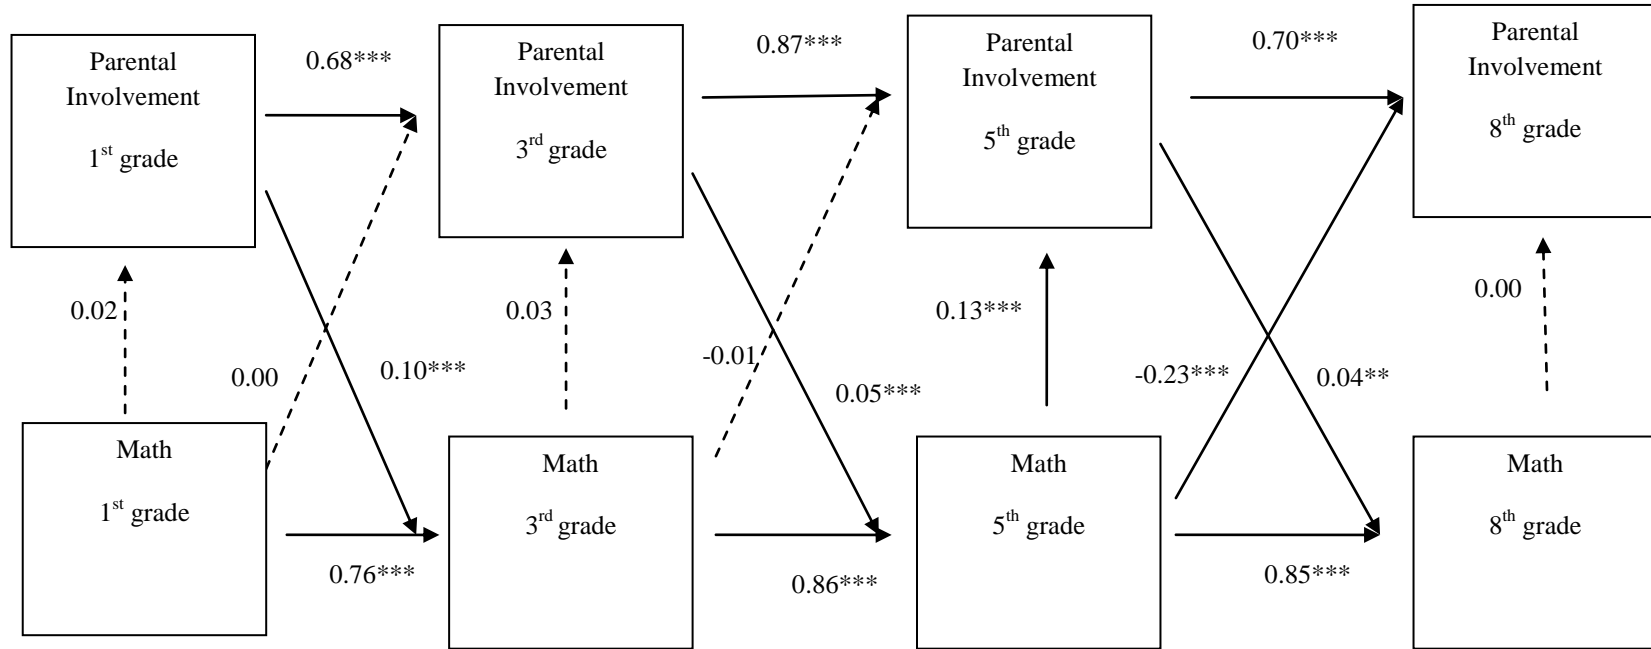 Parental
Involvement
1st grade
0.68***
Parental
Involvement
3rd grade
0.87***
Parental
Involvement
5th grade
0.70***
Parental
Involvement
8th grade
0.02
0.00
0.10***
0.03
-0.01
0.05***
0.13***
-0.23***
0.04**
0.00
Math
1st grade
0.76***
Math
3rd grade
0.86***
Math
5th grade
0.85***
Math
8th grade